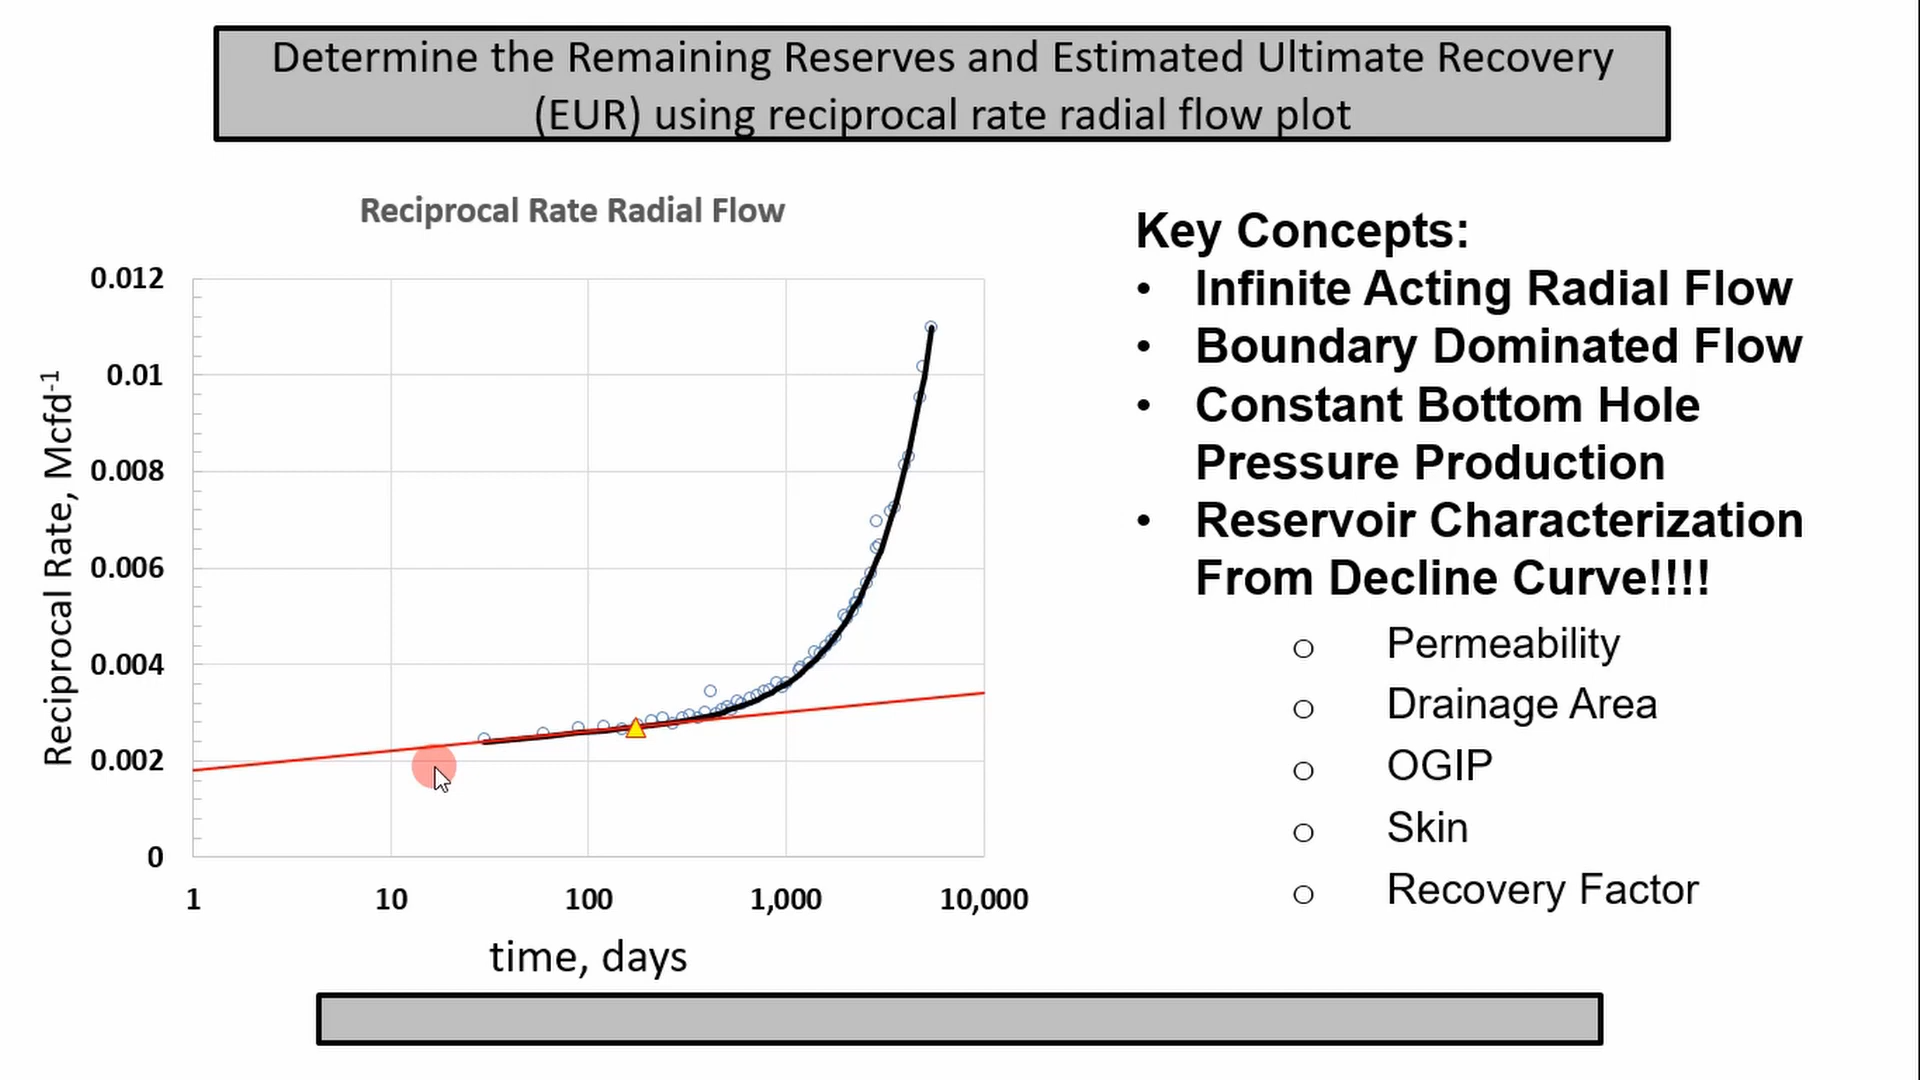 Determine the Remaining Reserves and Estimated Ultimate Recovery
(EUR) using reciprocal rate radial flow plot
Reciprocal Rate Radial Flow
Reciprocal Rate, Mcfd-1
0.012
0.01
0.008
0.006
0.004
0.002
0
1 10 100 1,000 10,000
time, days
Key Concepts:
• Infinite Acting Radial Flow
• Boundary Dominated Flow
• Constant Bottom Hole
Pressure Production
• Reservoir Characterization
From Decline Curve!!!!
o Permeability
o Drainage Area
o OGIP
o Skin
o Recovery Factor